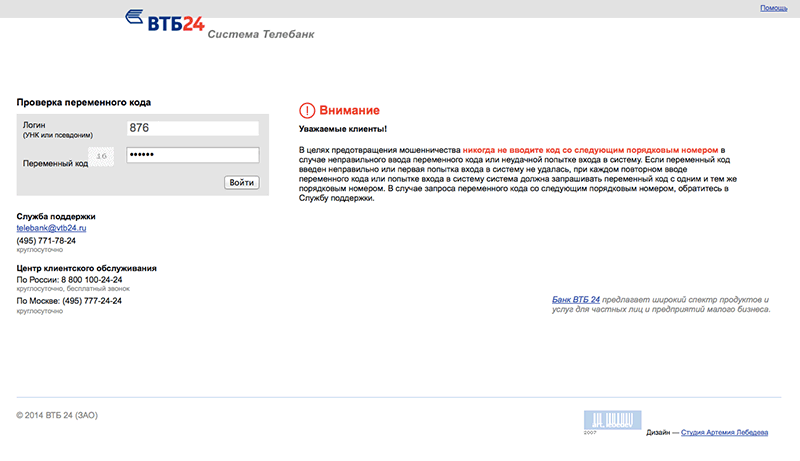 Помощь
ВТБ24 Система Телебанк
Проверка переменного кода
Логин
(УНК или псевдоним)
876
Переменный код
16
••••••
Войти
Служба поддержки
telebank@vtb24.ru
(495) 771-78-24
круглосуточно
Центр клиентского обслуживания
По России: 8 800 100-24-24
круглосуточно, бесплатный звонок
По Москве: (495) 777-24-24
круглосуточно
Внимание
Уважаемые клиенты!
В целях предотвращения мошенничества никогда не вводите код со следующим порядковым номером в
случае неправильного ввода переменного кода или неудачной попытке входа в систему. Если переменный код
введен неправильно или первая попытка входа в систему не удалась, при каждом повторном вводе
переменного кода или попытке входа в систему система должна запрашивать переменный код с одним и тем же
порядковым номером. В случае запроса переменного кода со следующим порядковым номером, обратитесь в
Службу поддержки.
Банк ВТБ 24 предлагает широкий спектр продуктов и
услуг для частных лиц и предприятий малого бизнеса.
© 2014 ВТБ 24 (ЗАО)
art. lebedev
2007
Дизайн — Студия Артемия Лебедева